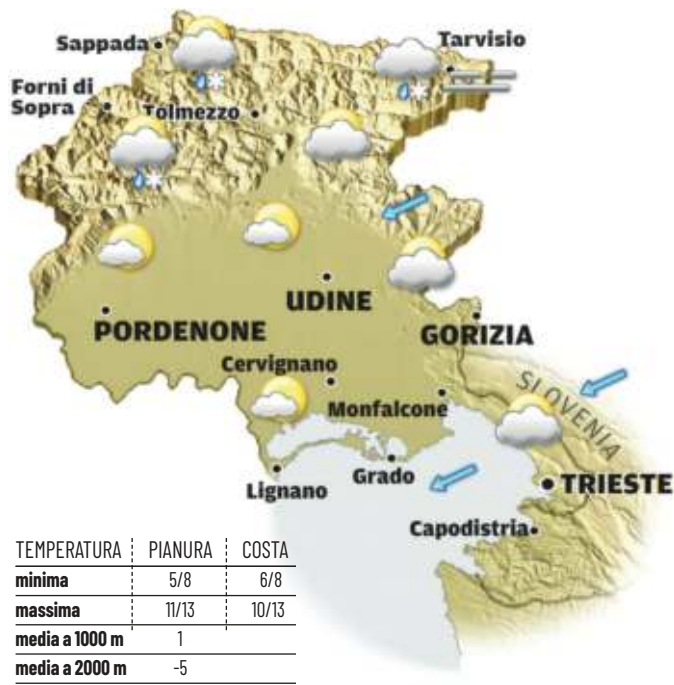 Sappada
Tarvisio
Forni di
Sopra
Tolmezzo
UDINE
PORDENONE
GORIZIA
Cervignano
SLOVENIA
Monfalcone
Grado
Lignano
TRIESTE
Capodistria
TEMPERATURA PIANURA COSTA
minima 5/8 6/8
massima 11/13 10/13
media a 1000 m 1
media a 2000 m -5